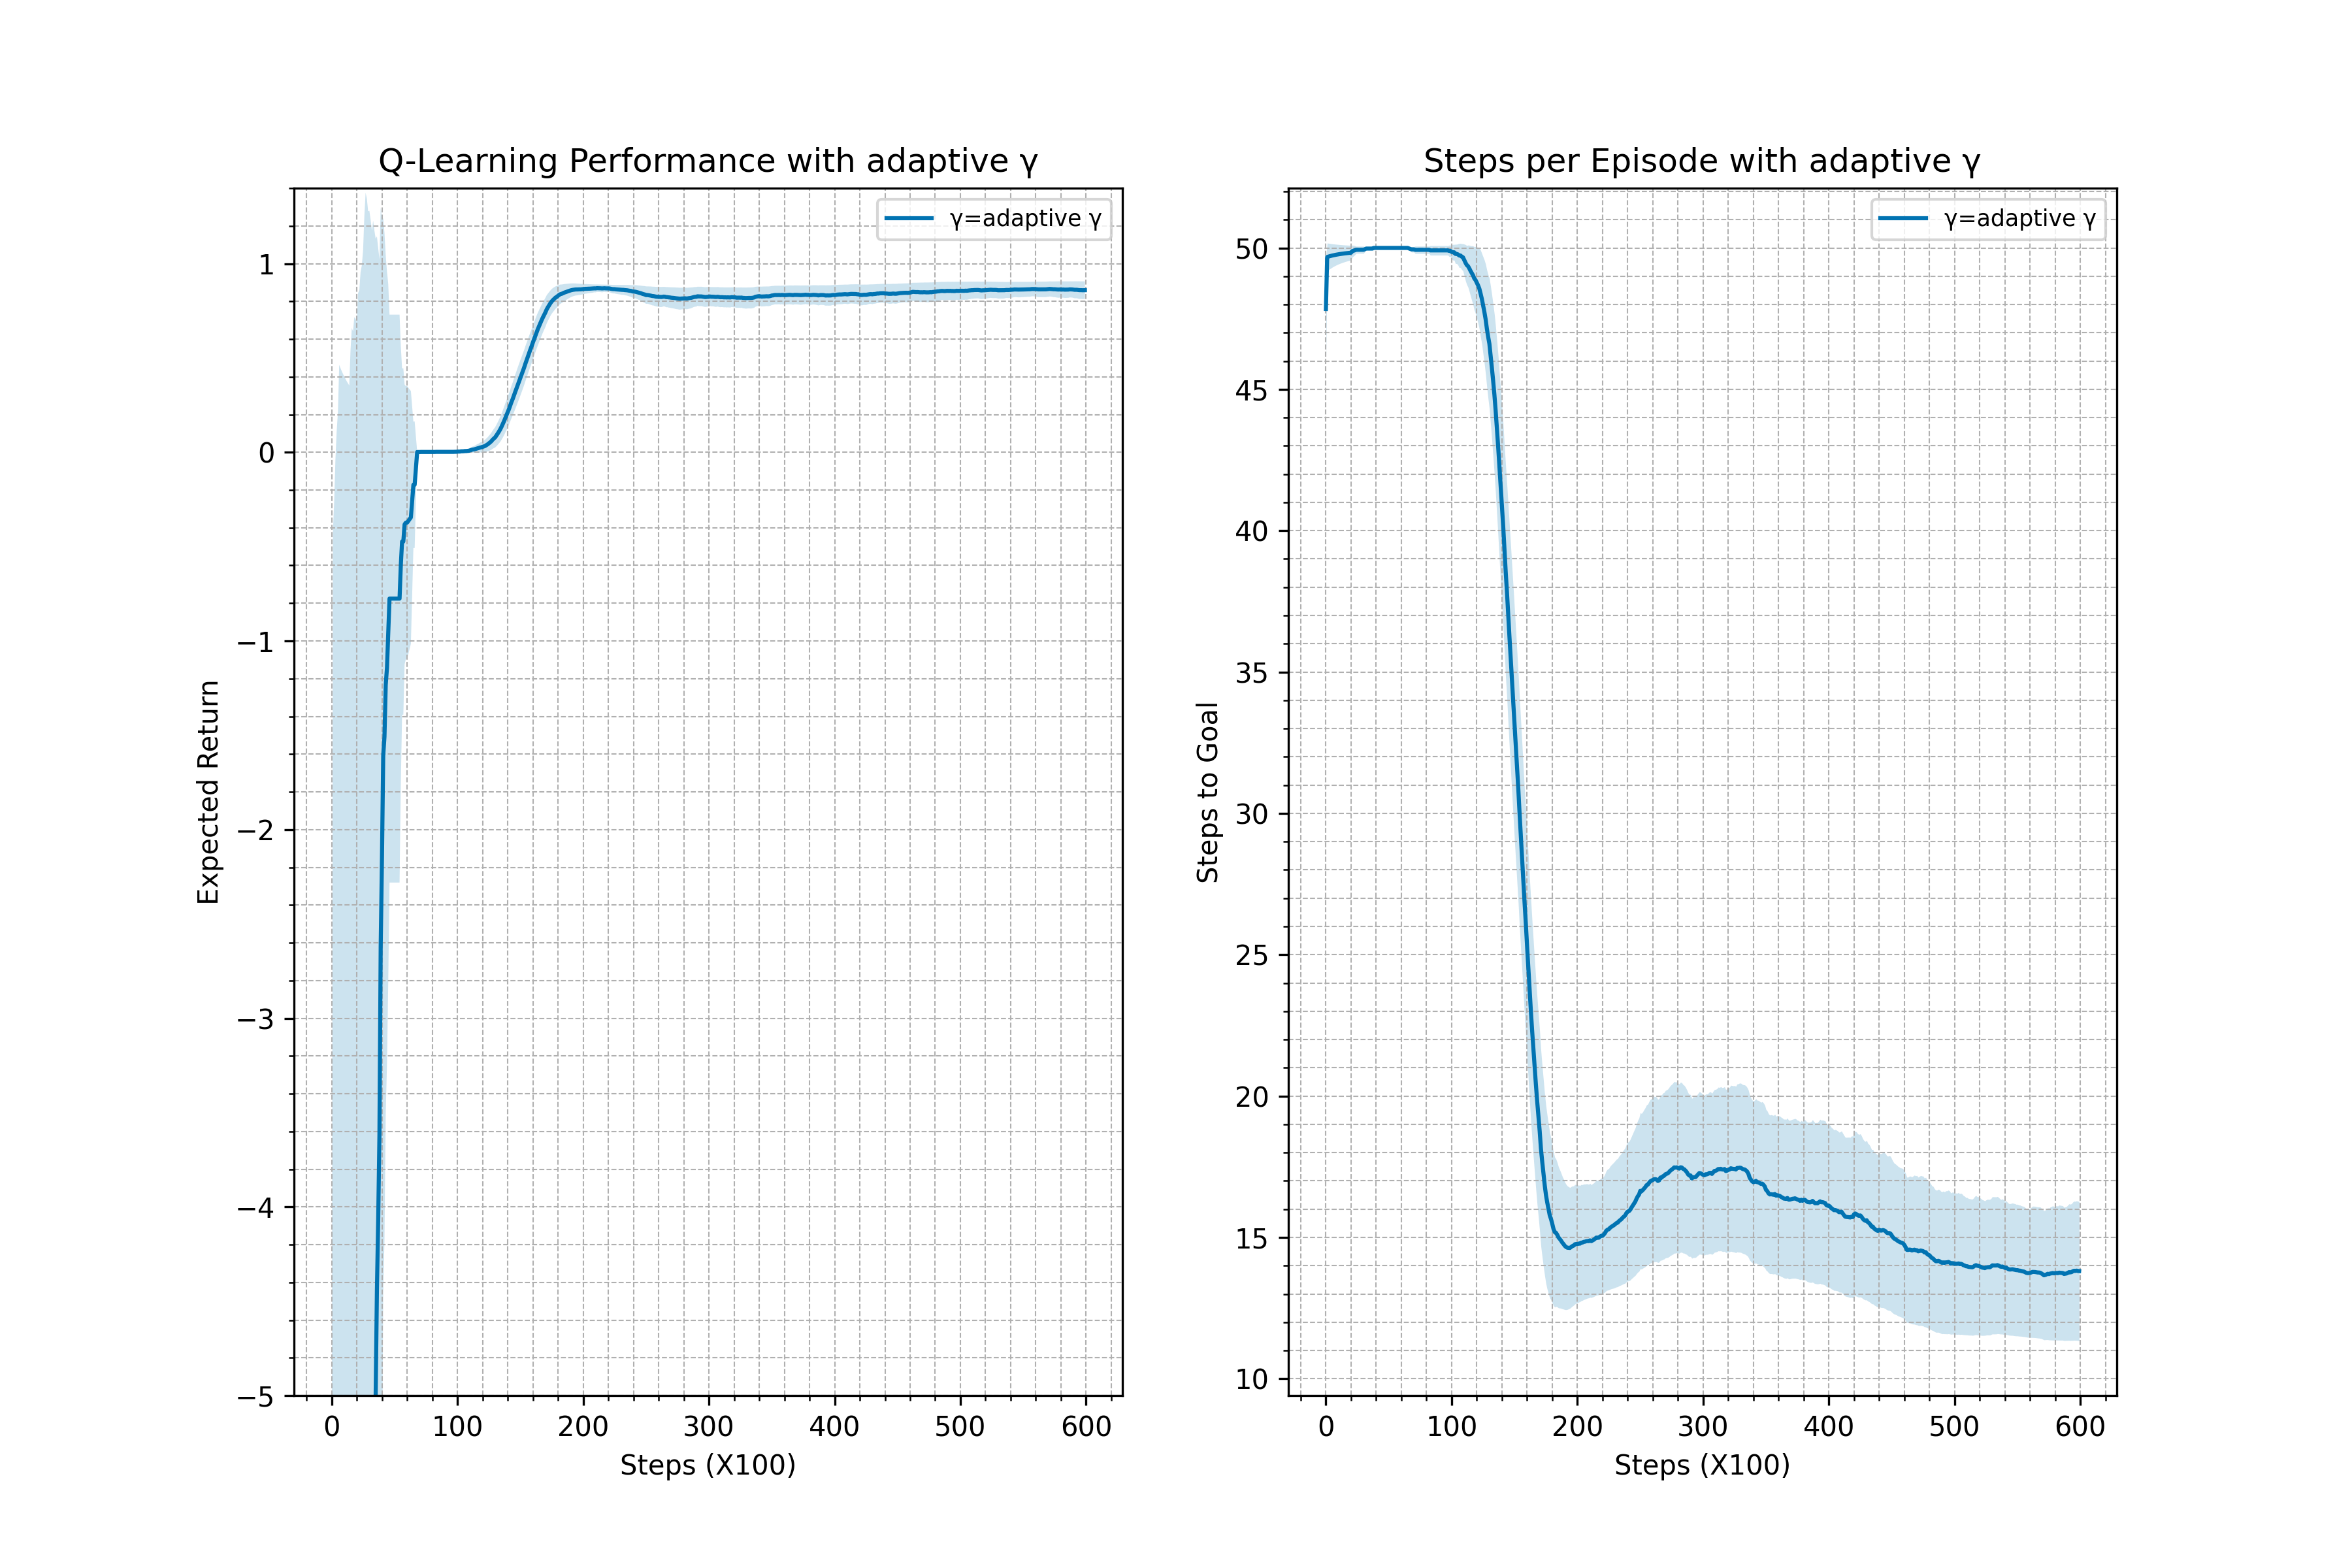 Q-Learning Performance with adaptive γ
γ=adaptive γ
1
0
−1
−2
−3
−4
−5
Expected Return
0 100 200 300 400 500 600
Steps (X100)
Steps per Episode with adaptive γ
γ=adaptive γ
50
45
40
35
30
25
20
15
10
Steps to Goal
0 100 200 300 400 500 600
Steps (X100)